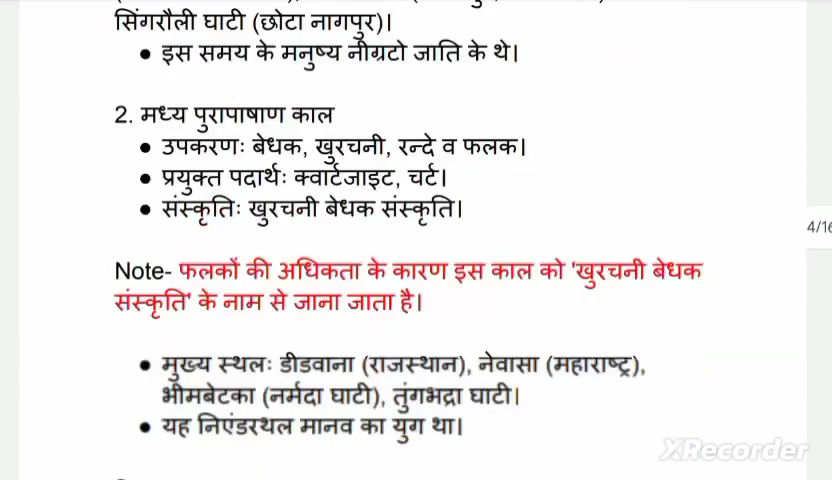 सिंगरौली घाटी (छोटा नागपुर)।
● इस समय के मनुष्य नीग्रटो जाति के थे।
2. मध्य पुरापाषाण काल
● उपकरणः बेधक, खुरचनी, रन्दे व फलक।
● प्रयुक्त पदार्थः क्वार्टजाइट, चर्ट।
● संस्कृतिः खुरचनी बेधक संस्कृति।
4/16
Note- फलकों की अधिकता के कारण इस काल को 'खुरचनी बेधक
संस्कृति' के नाम से जाना जाता है।
● मुख्य स्थलः डीडवाना (राजस्थान), नेवासा (महाराष्ट्र),
भीमबेटका (नर्मदा घाटी), तुंगभद्रा घाटी।
● यह निएंडरथल मानव का युग था।
XRecorder